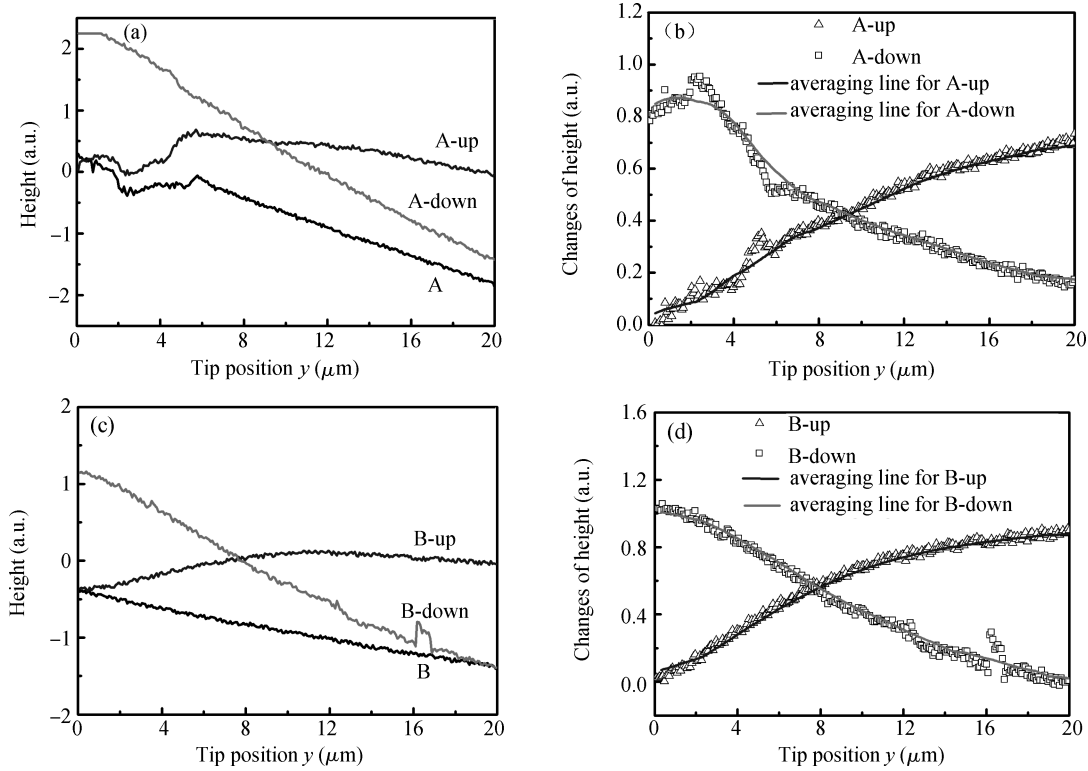 (a)
2
1
0
−1
−2
Height (a.u.)
A-up
A-down
A
0 4 8 12 16 20
Tip position y (μm)
(b)
1.2
1.0
0.8
0.6
0.4
0.2
0.0
Changes of height (a.u.)
A-up
A-down
averaging line for A-up
averaging line for A-down
0 4 8 12 16 20
Tip position y (μm)
(c)
2
1
0
−1
−2
Height (a.u.)
B-up
B-down
B
0 4 8 12 16 20
Tip position y (μm)
(d)
1.6
1.2
0.8
0.4
0.0
Changes of height (a.u.)
B-up
B-down
averaging line for B-up
averaging line for B-down
0 4 8 12 16 20
Tip position y (μm)